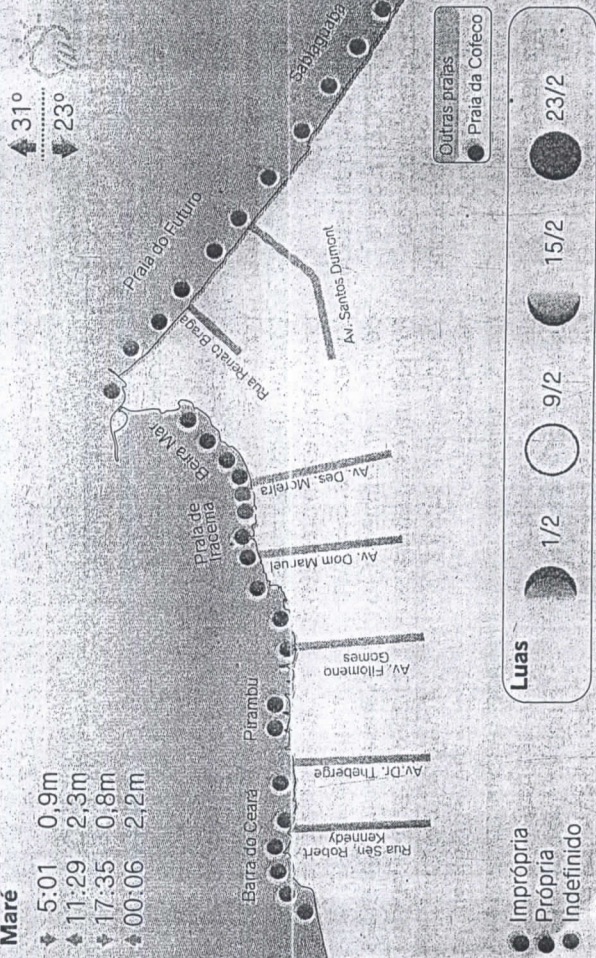 Maré
5:01 0,9m
11:29 2,3m
17:35 0,8m
00:06 2,2m
31º
23º
Barra do Ceará
Pirambu
Praia de
Iracema
Beira Mar
Praia do Futuro
Sabiaguaba
Rua Sen. Robert
Kennedy
Av. Dr. Theberge
Av. Filomeno
Gomes
Av. Dom Manuel
Av. Des. Moreira
Rua Renato Braga
Av. Santos Dumont
Outras praias
Praia da Cofeco
Imprópria
Própria
Indefinido
Luas
1/2
9/2
15/2
23/2